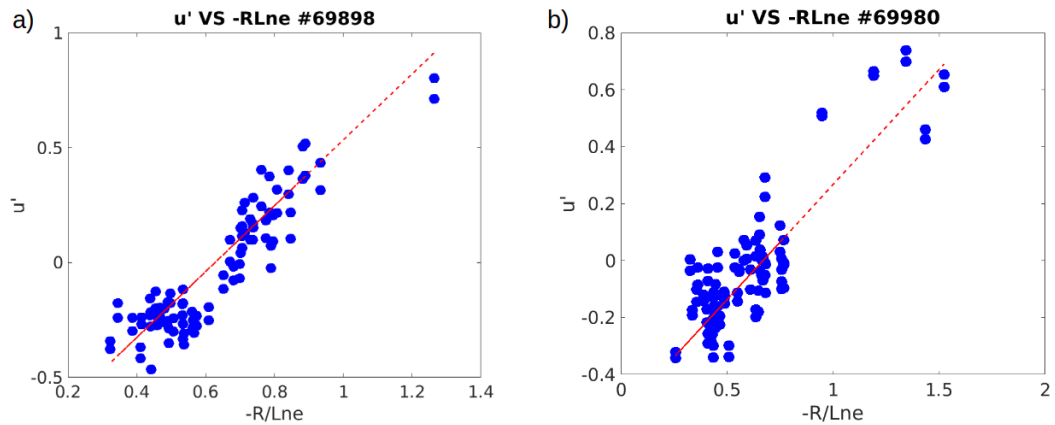 a)
u' VS -RLne #69898
1
0.5
0
-0.5
0.2 0.4 0.6 0.8 1 1.2 1.4
u'
-R/Lne
b)
u' VS -RLne #69980
0.8
0.6
0.4
0.2
0
-0.2
-0.4
0 0.5 1 1.5 2
u'
-R/Lne